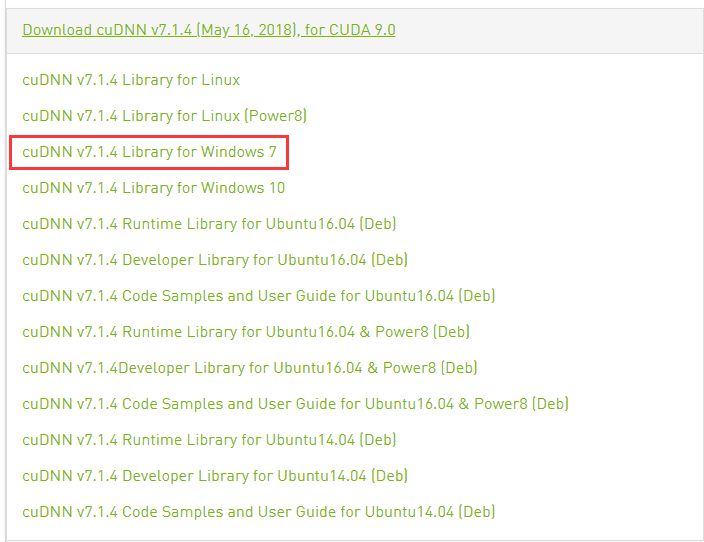 Download cuDNN v7.1.4 (May 16, 2018), for CUDA 9.0
cuDNN v7.1.4 Library for Linux
cuDNN v7.1.4 Library for Linux (Power8)
cuDNN v7.1.4 Library for Windows 7
cuDNN v7.1.4 Library for Windows 10
cuDNN v7.1.4 Runtime Library for Ubuntu16.04 (Deb)
cuDNN v7.1.4 Developer Library for Ubuntu16.04 (Deb)
cuDNN v7.1.4 Code Samples and User Guide for Ubuntu16.04 (Deb)
cuDNN v7.1.4 Runtime Library for Ubuntu16.04 & Power8 (Deb)
cuDNN v7.1.4Developer Library for Ubuntu16.04 & Power8 (Deb)
cuDNN v7.1.4 Code Samples and User Guide for Ubuntu16.04 & Power8 (Deb)
cuDNN v7.1.4 Runtime Library for Ubuntu14.04 (Deb)
cuDNN v7.1.4 Developer Library for Ubuntu14.04 (Deb)
cuDNN v7.1.4 Code Samples and User Guide for Ubuntu14.04 (Deb)